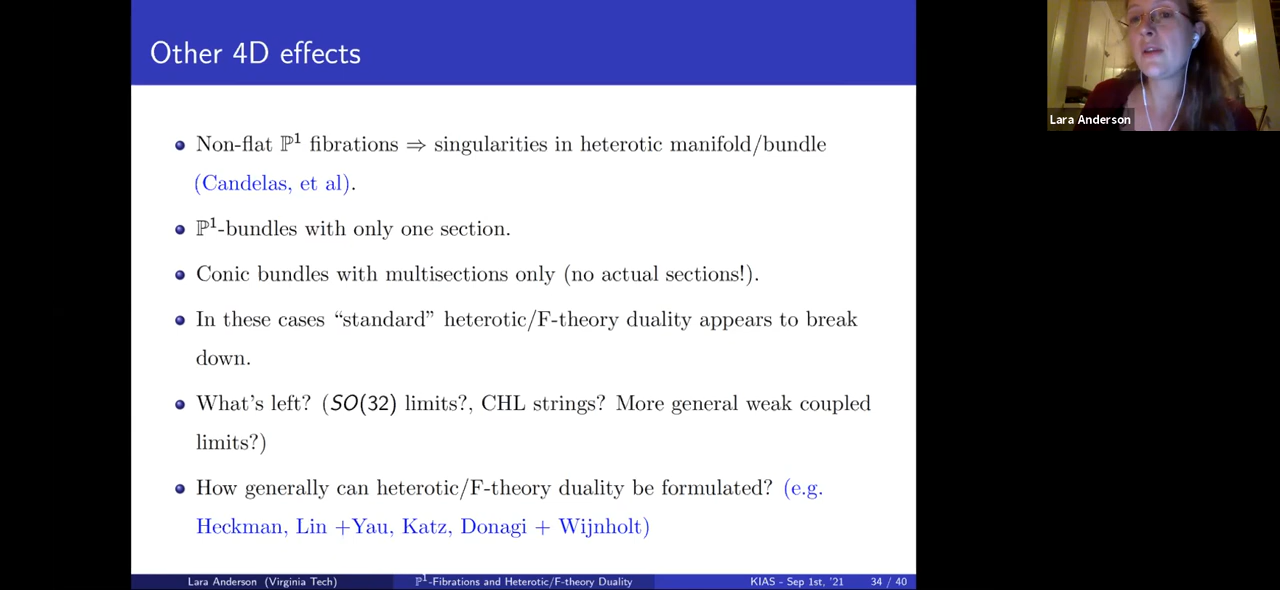 Other 4D effects
Lara Anderson
• Non-flat ℙ¹ fibrations ⇒ singularities in heterotic manifold/bundle
(Candelas, et al).
• ℙ¹-bundles with only one section.
• Conic bundles with multisections only (no actual sections!).
• In these cases “standard” heterotic/F-theory duality appears to break
down.
• What's left? (SO(32) limits?, CHL strings? More general weak coupled
limits?)
• How generally can heterotic/F-theory duality be formulated? (e.g.
Heckman, Lin +Yau, Katz, Donagi + Wijnholt)
Lara Anderson (Virginia Tech) ℙ¹-Fibrations and Heterotic/F-theory Duality KIAS - Sep 1st, '21 34 / 40